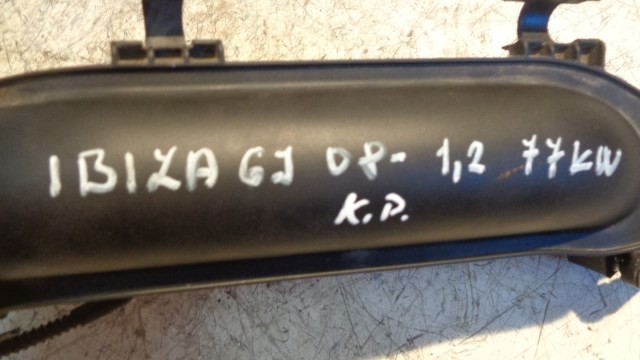 IBIZA 6J 08- 1,2 77KW
K.D.